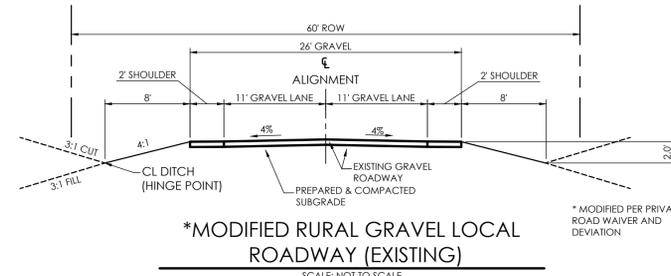 60' ROW
26' GRAVEL
℄
ALIGNMENT
2' SHOULDER
2' SHOULDER
8'
11' GRAVEL LANE
11' GRAVEL LANE
8'
4%
4%
3:1 CUT
4:1
2.0'
3:1 FILL
CL DITCH
(HINGE POINT)
EXISTING GRAVEL
ROADWAY
PREPARED & COMPACTED
SUBGRADE
*MODIFIED RURAL GRAVEL LOCAL
ROADWAY (EXISTING)
SCALE: NOT TO SCALE
* MODIFIED PER PRIVA
ROAD WAIVER AND
DEVIATION